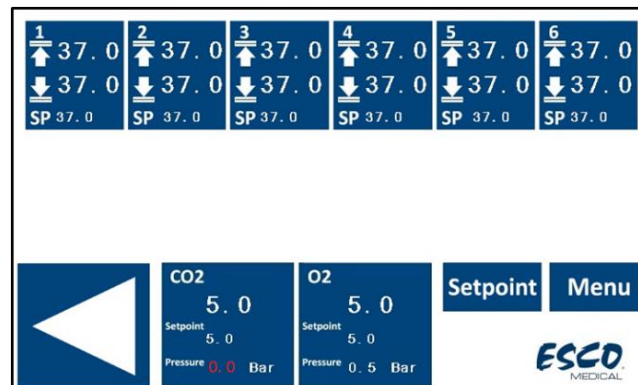 1 2 3 4 5 6
37.0 37.0 37.0 37.0 37.0 37.0
37.0 37.0 37.0 37.0 37.0 37.0
SP 37.0 SP 37.0 SP 37.0 SP 37.0 SP 37.0 SP 37.0
CO2
5.0
Setpoint
5.0
Pressure 0.0 Bar
O2
5.0
Setpoint
5.0
Pressure 0.5 Bar
Setpoint
Menu
ESCO
MEDICAL